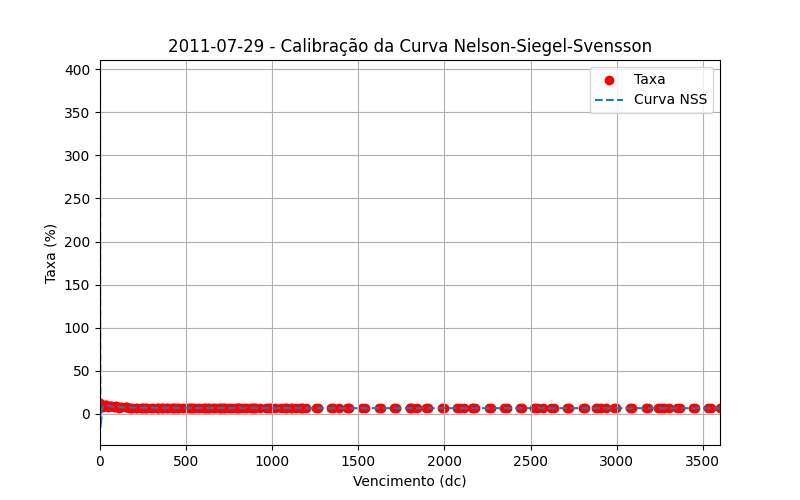 2011-07-29 - Calibração da Curva Nelson-Siegel-Svensson
Taxa
Curva NSS
Taxa (%)
400
350
300
250
200
150
100
50
0
0 500 1000 1500 2000 2500 3000 3500
Vencimento (dc)